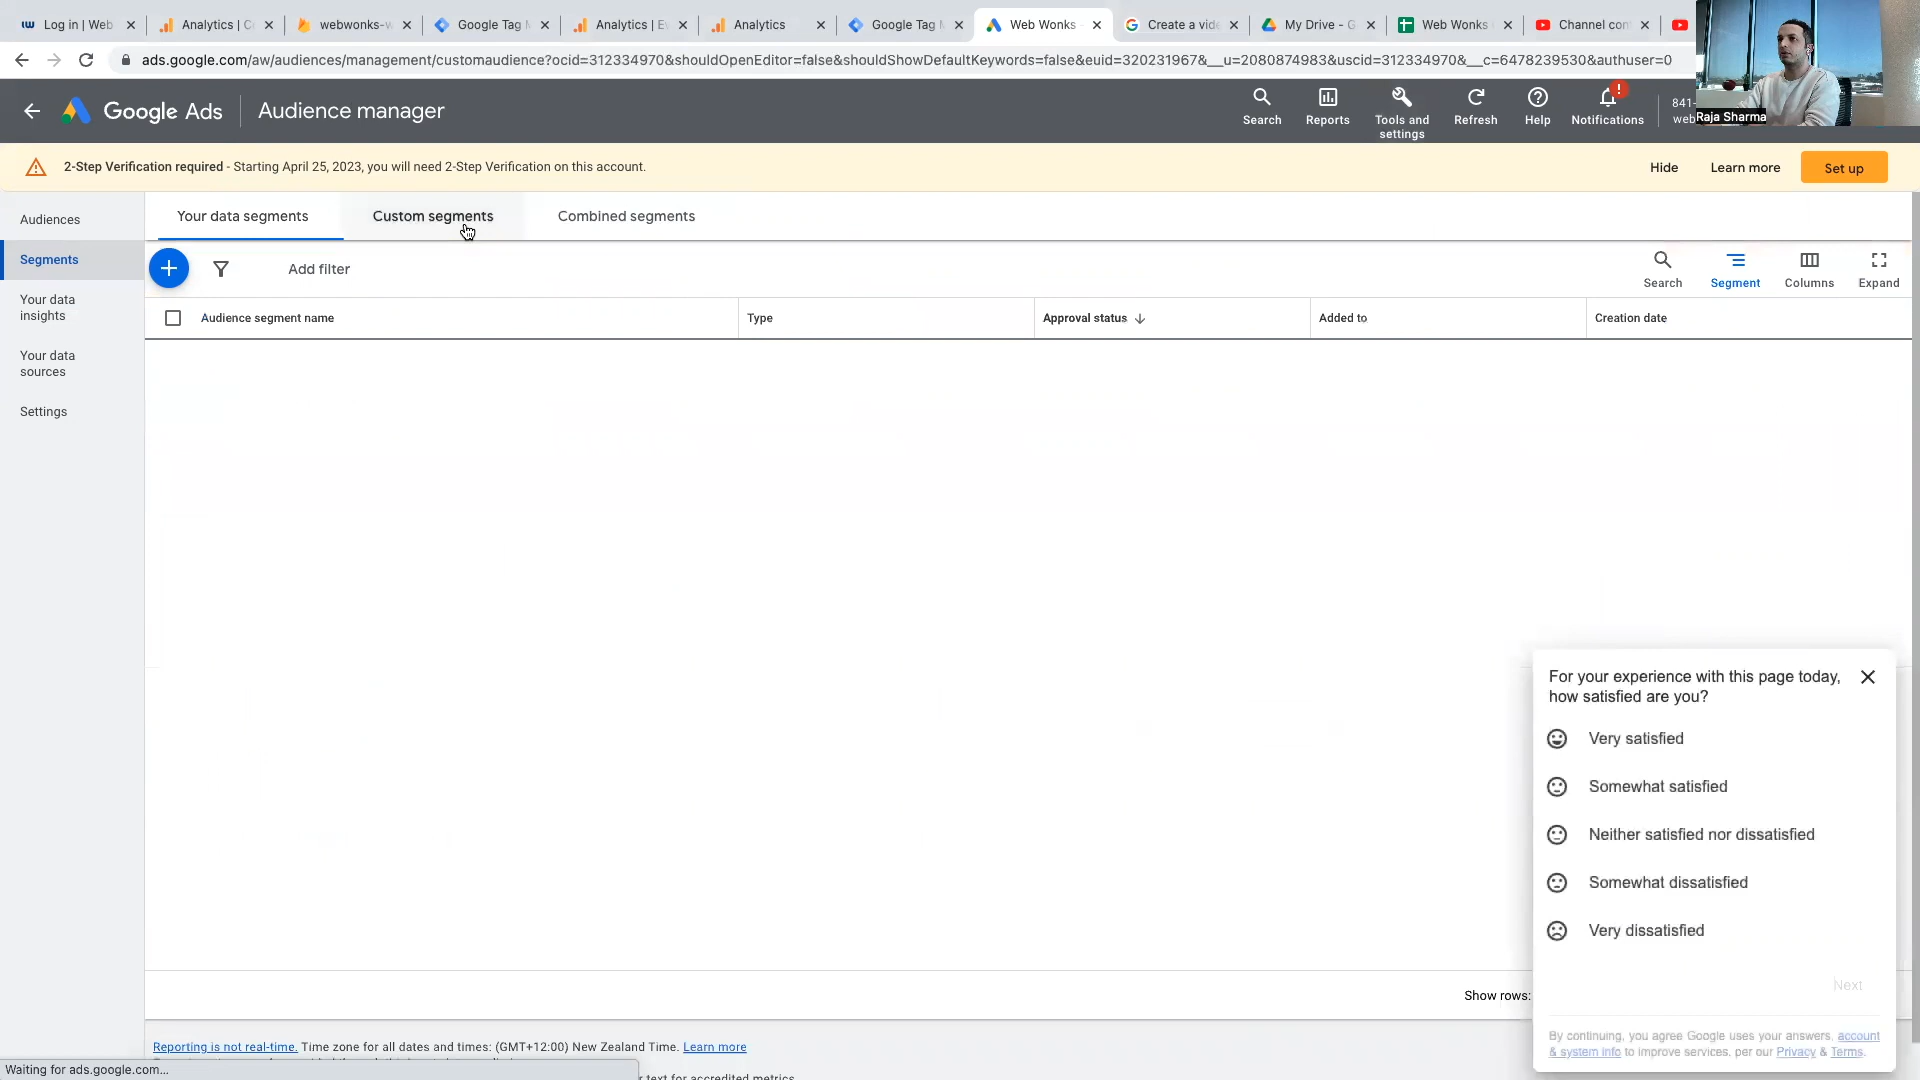 Log in | Web
Analytics | C
webwonks-w
Google Tag M
Analytics | Ev
Analytics
Google Tag M
Web Wonks -
Create a vide
My Drive - G
Web Wonks
Channel con
ads.google.com/aw/audiences/management/customaudience?ocid=312334970&shouldOpenEditor=false&shouldShowDefaultKeywords=false&euid=320231967&__u=2080874983&uscid=312334970&__c=6478239530&authuser=0
Google Ads
Audience manager
Search
Reports
Tools and
settings
Refresh
Help
!
Notifications
841-
web
Raja Sharma
2-Step Verification required - Starting April 25, 2023, you will need 2-Step Verification on this account.
Hide
Learn more
Set up
Audiences
Segments
Your data
insights
Your data
sources
Settings
Your data segments
Custom segments
Combined segments
Add filter
Search
Segment
Columns
Expand
Audience segment name
Type
Approval status
Added to
Creation date
For your experience with this page today,
how satisfied are you?
Very satisfied
Somewhat satisfied
Neither satisfied nor dissatisfied
Somewhat dissatisfied
Very dissatisfied
Next
By continuing, you agree Google uses your answers, account
& system info to improve services, per our Privacy & Terms.
Show rows:
Reporting is not real-time. Time zone for all dates and times: (GMT+12:00) New Zealand Time. Learn more
r text for accredited metrics
Waiting for ads.google.com...